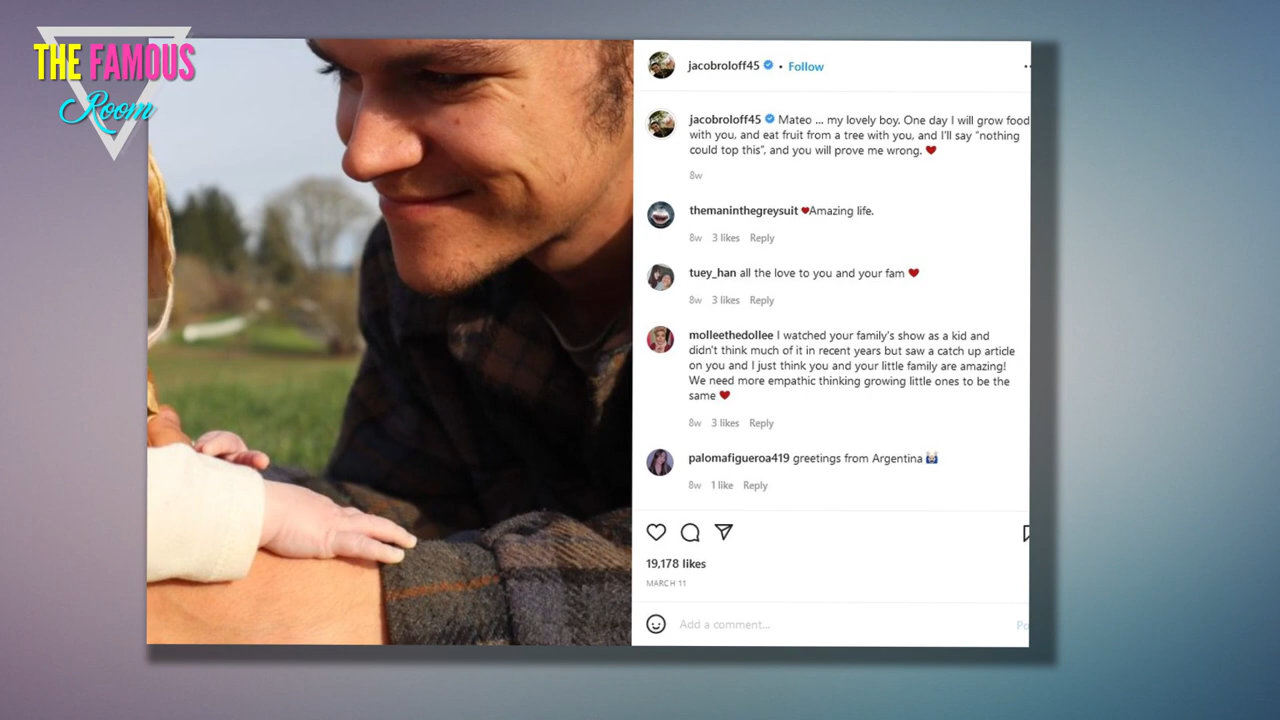 THE FAMOUS
Room
jacobroloff45 • Follow
jacobroloff45 Mateo ... my lovely boy. One day I will grow food
with you, and eat fruit from a tree with you, and I'll say "nothing
could top this", and you will prove me wrong. ❤
8w
themaninthegreysuit ❤Amazing life.
8w 3 likes Reply
tuey_han all the love to you and your fam ❤
8w 3 likes Reply
molleethedollee I watched your family's show as a kid and
didn't think much of it in recent years but saw a catch up article
on you and I just think you and your little family are amazing!
We need more empathic thinking growing little ones to be the
same ❤
8w 3 likes Reply
palomafigueroa419 greetings from Argentina
8w 1 like Reply
19,178 likes
MARCH 11
Add a comment...
Po